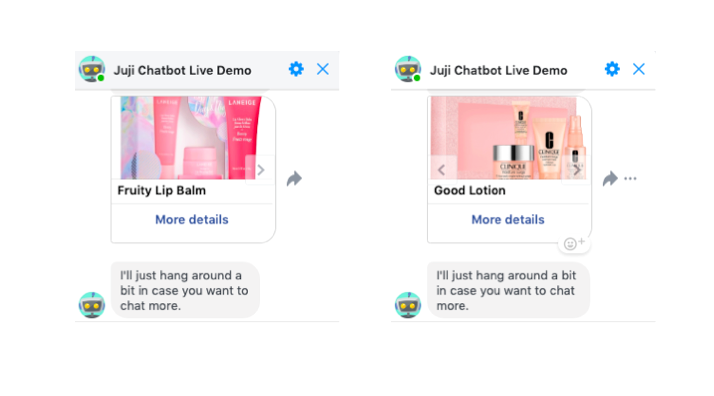 Juji Chatbot Live Demo
LANEIGE
Fruity Lip Balm
More details
I'll just hang around a
bit in case you want to
chat more.
Juji Chatbot Live Demo
CLINIQUE
CLINIQUE
Good Lotion
More details
I'll just hang around a bit
in case you want to chat
more.